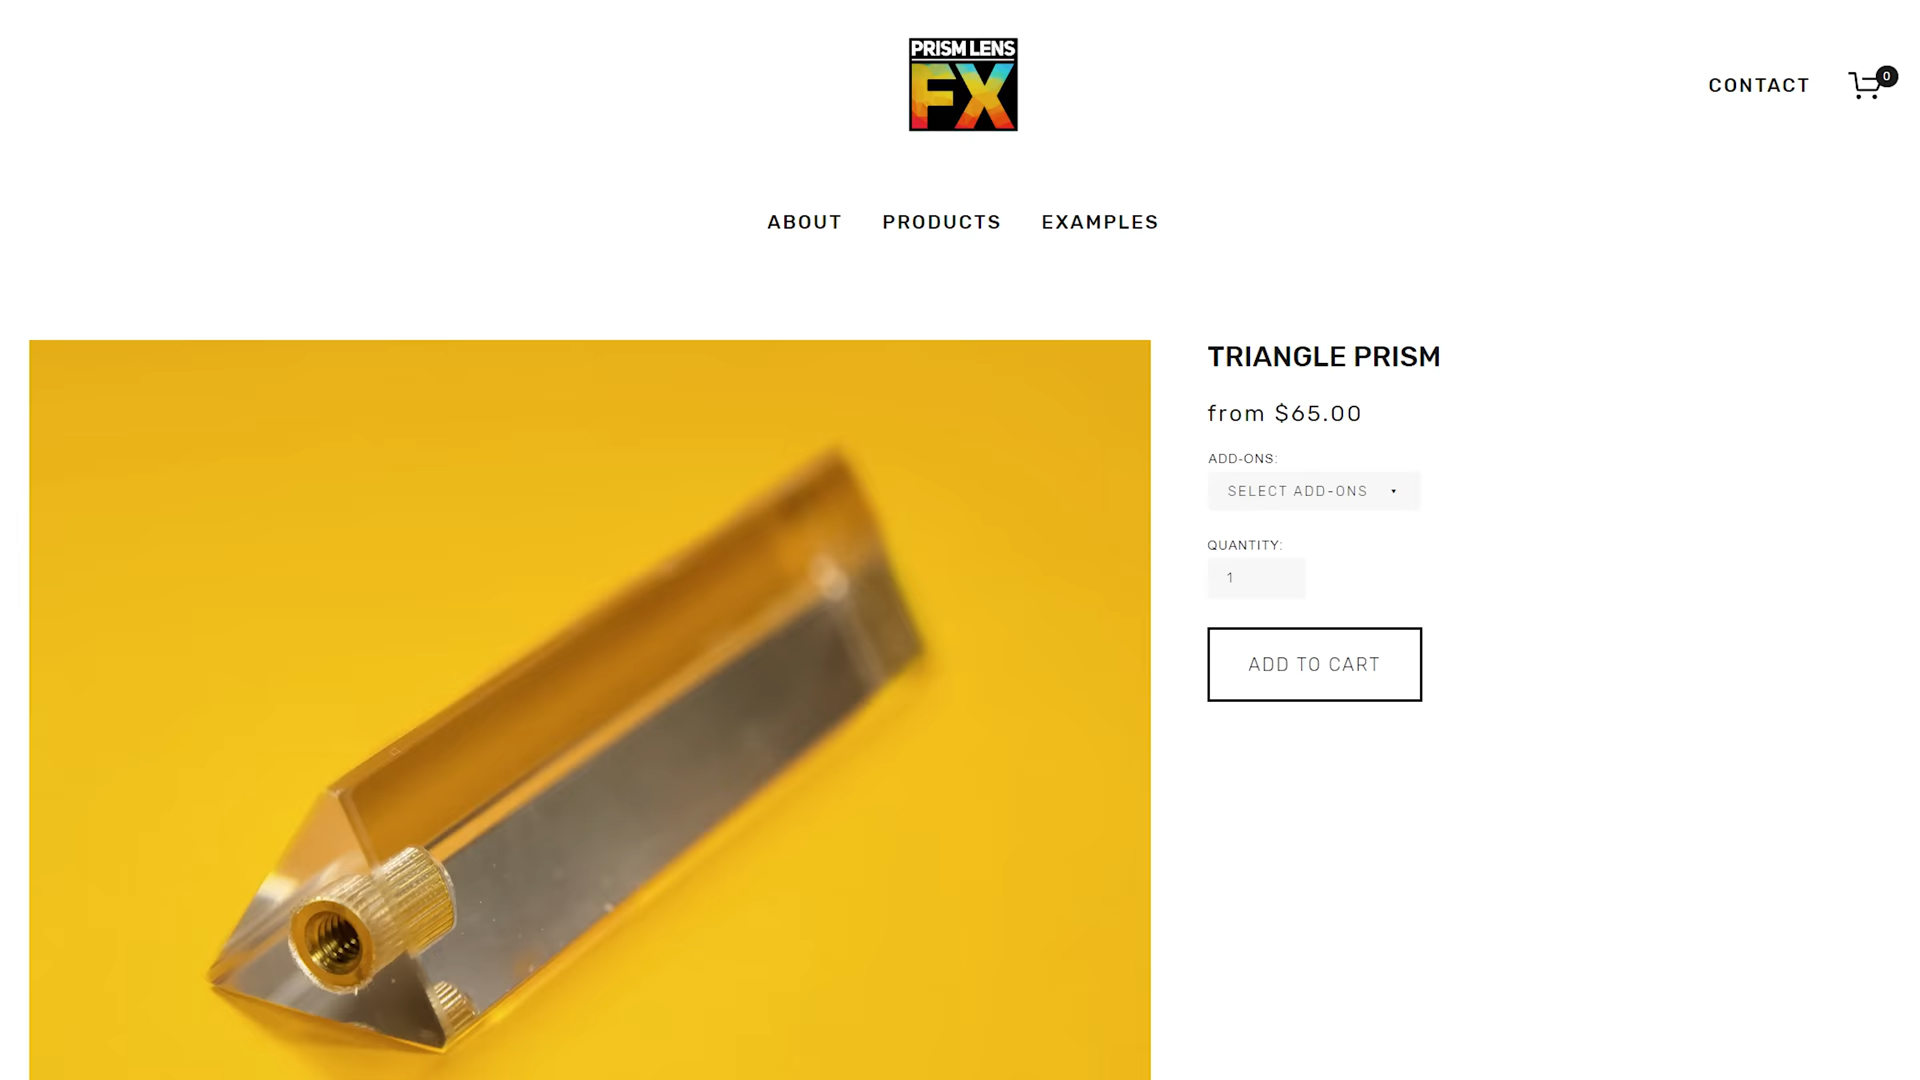 PRISM LENS
FX
CONTACT
0
ABOUT PRODUCTS EXAMPLES
TRIANGLE PRISM
from $65.00
ADD-ONS:
SELECT ADD-ONS
QUANTITY:
1
ADD TO CART